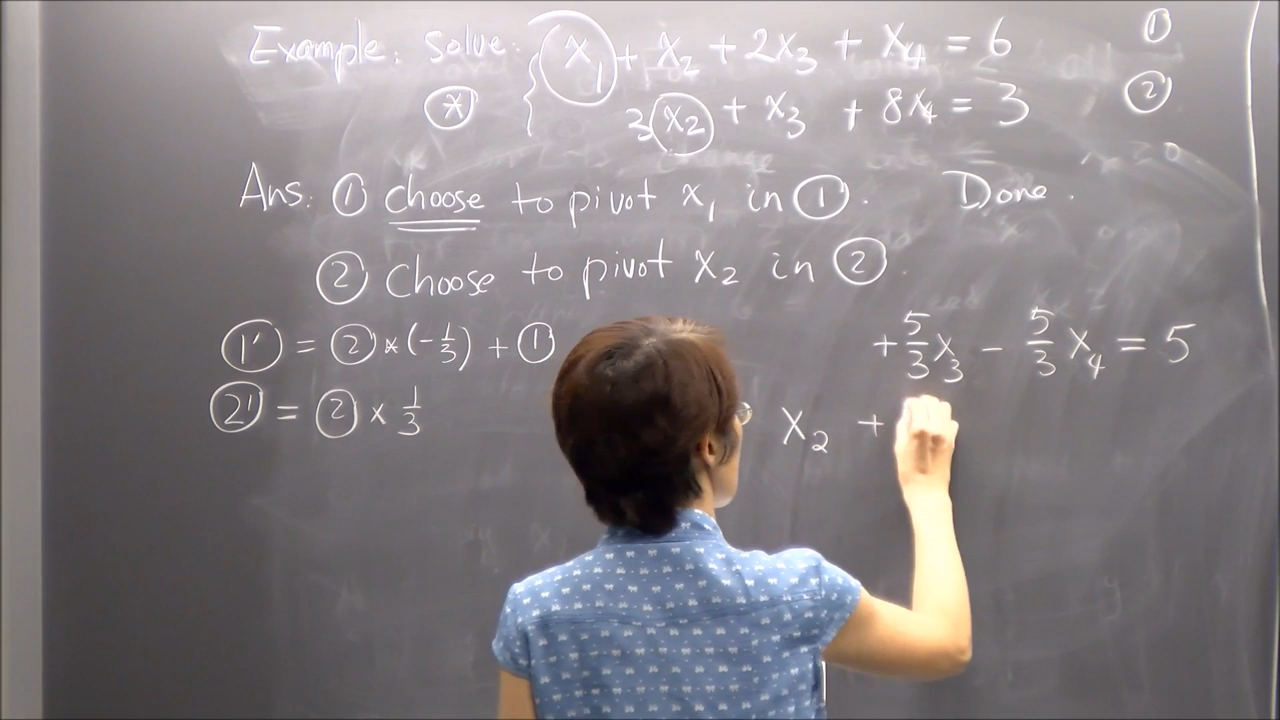 Example: solve: { x₁ + x₂ + 2x₃ + x₄ = 6 ①
⊛ 3x₂ + x₃ + 8x₄ = 3 ②
Ans: ① choose to pivot x₁ in ①. Done.
② Choose to pivot x₂ in ②.
①' = ② * (-1/3) + ① + 5/3 x₃ - 5/3 x₄ = 5
②' = ② × 1/3 x₂ +